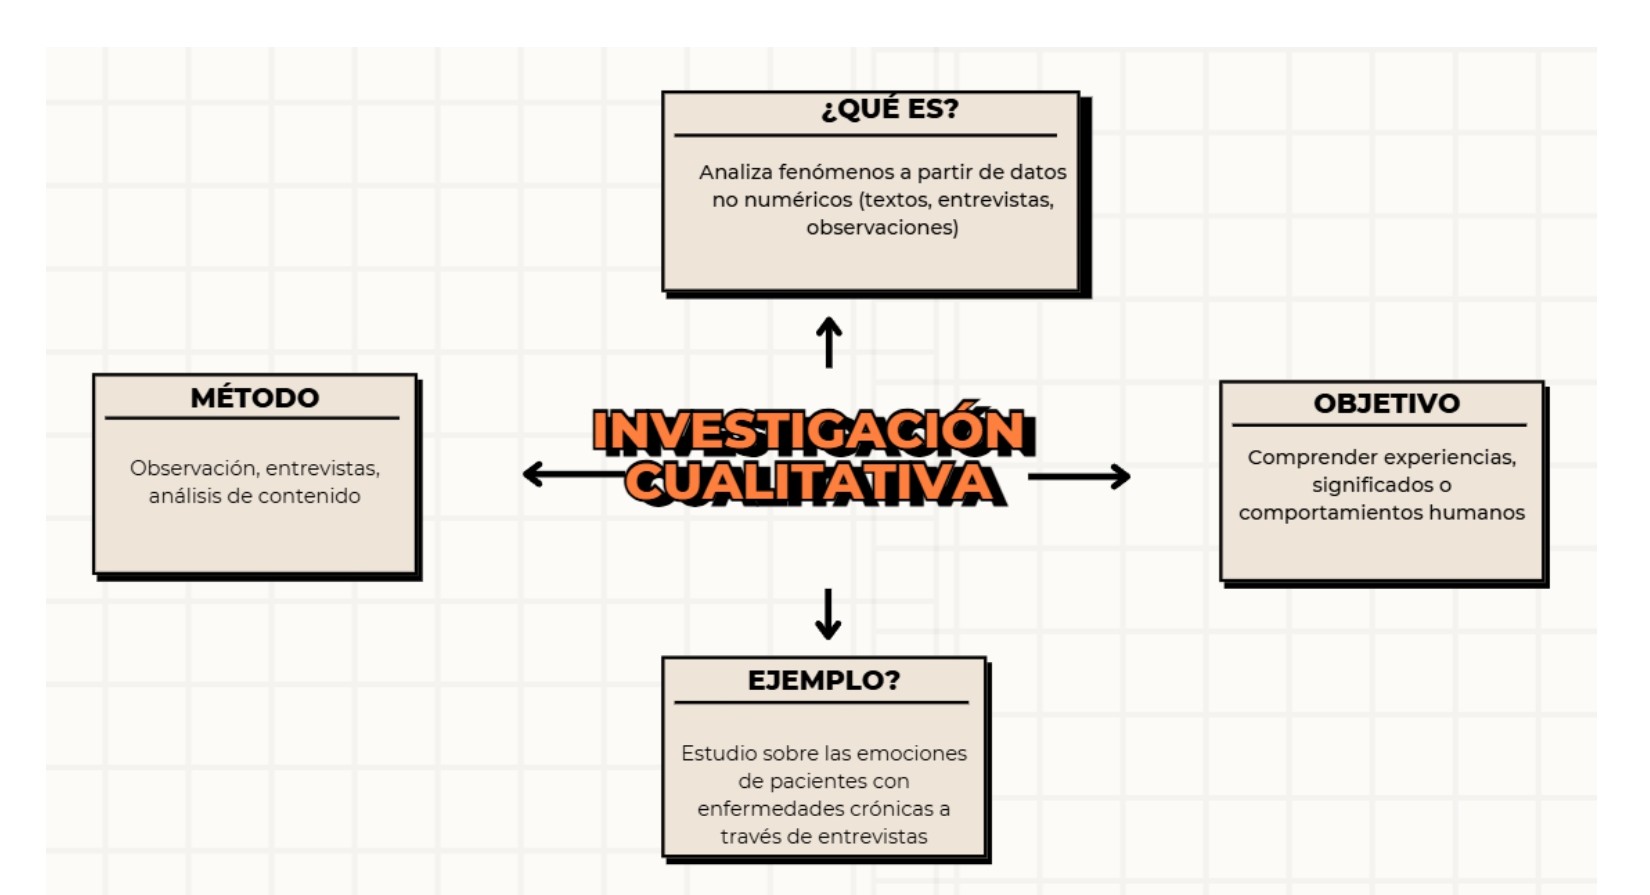 ¿QUÉ ES?
Analiza fenómenos a partir de datos
no numéricos (textos, entrevistas,
observaciones)
MÉTODO
Observación, entrevistas,
análisis de contenido
INVESTIGACIÓN
CUALITATIVA
OBJETIVO
Comprender experiencias,
significados o
comportamientos humanos
EJEMPLO?
Estudio sobre las emociones
de pacientes con
enfermedades crónicas a
través de entrevistas